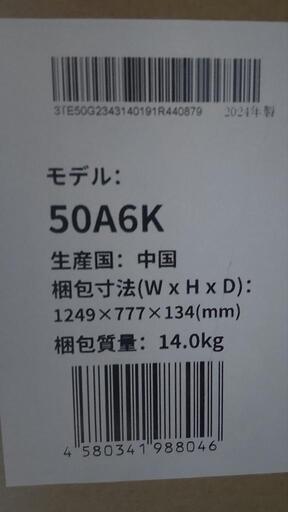 3TE50G2343140191R440879 2024年製
モデル:
50A6K
生産国: 中国
梱包寸法(W x H x D):
1249×777×134(mm)
梱包質量: 14.0kg
4 580341 988046